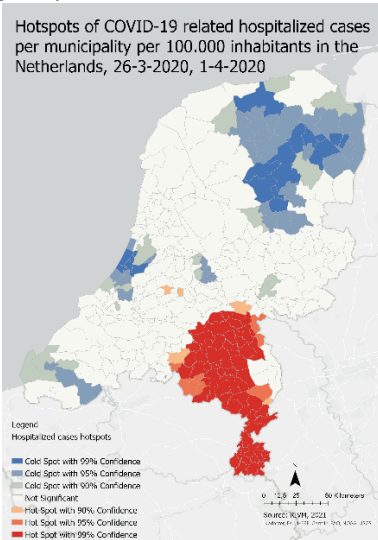 Hotspots of COVID-19 related hospitalized cases
per municipality per 100.000 inhabitants in the
Netherlands, 26-3-2020, 1-4-2020
Legend
Hospitalized cases hotspots
Cold Spot with 99% Confidence
Cold Spot with 95% Confidence
Cold Spot with 90% Confidence
Not Significant
Hot Spot with 90% Confidence
Hot Spot with 95% Confidence
Hot Spot with 99% Confidence
0 12,5 25 50 Kilometers
Source: RIVM, 2021